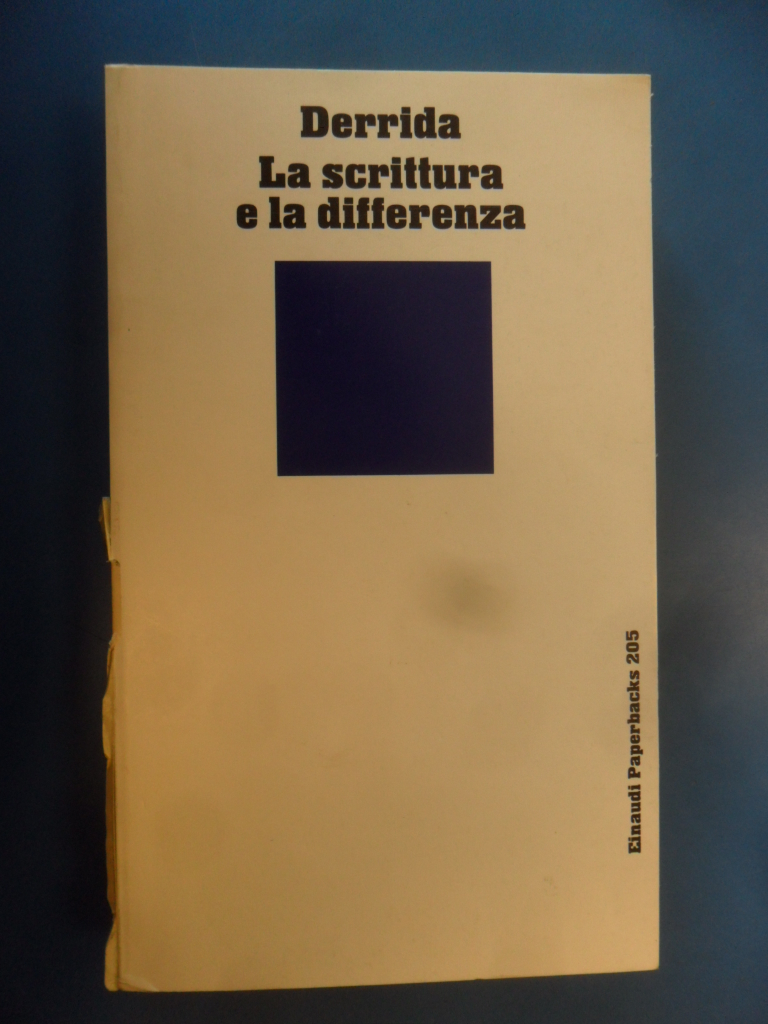 Derrida
La scrittura
e la differenza
Einaudi Paperbacks 205